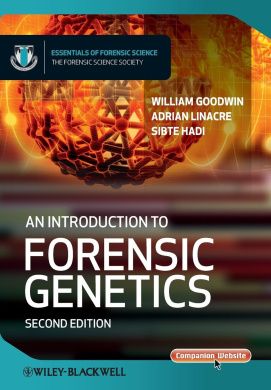 ESSENTIALS OF FORENSIC SCIENCE
THE FORENSIC SCIENCE SOCIETY
WILLIAM GOODWIN
ADRIAN LINACRE
SIBTE HADI
AN INTRODUCTION TO
FORENSIC
GENETICS
SECOND EDITION
Companion Website
WILEY-BLACKWELL